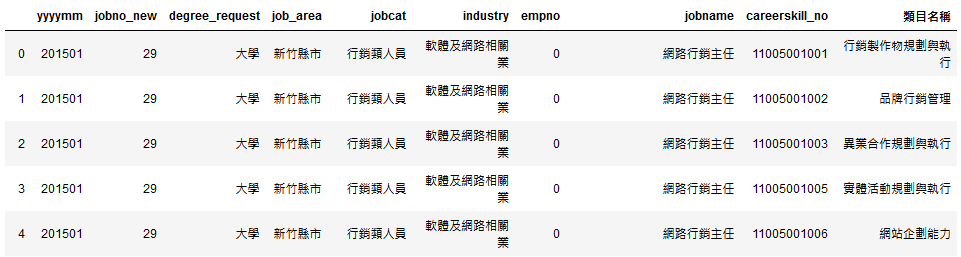 yyyymm jobno_new degree_request job_area jobcat industry empno jobname careerskill_no 類目名稱
0 201501 29 大學 新竹縣市 行銷類人員 軟體及網路相關業 0 網路行銷主任 11005001001 行銷製作物規劃與執行
1 201501 29 大學 新竹縣市 行銷類人員 軟體及網路相關業 0 網路行銷主任 11005001002 品牌行銷管理
2 201501 29 大學 新竹縣市 行銷類人員 軟體及網路相關業 0 網路行銷主任 11005001003 異業合作規劃與執行
3 201501 29 大學 新竹縣市 行銷類人員 軟體及網路相關業 0 網路行銷主任 11005001005 實體活動規劃與執行
4 201501 29 大學 新竹縣市 行銷類人員 軟體及網路相關業 0 網路行銷主任 11005001006 網站企劃能力